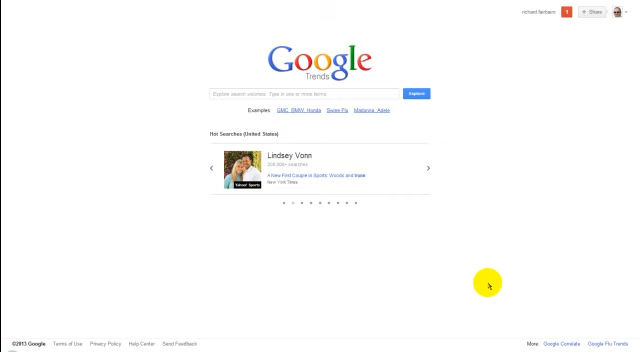 richard fairbairn 1 + Share
Google
Trends
Explore search volumes. Type in one or more terms Explore
Examples: GMC, BMW, Honda Swine Flu Madonna, Adele
Hot Searches (United States)
Lindsey Vonn
200,000+ searches
A New First Couple in Sports: Woods and Vonn
New York Times
Yahoo! Sports
©2013 Google Terms of Use Privacy Policy Help Center Send Feedback More Google Correlate Google Flu Trends